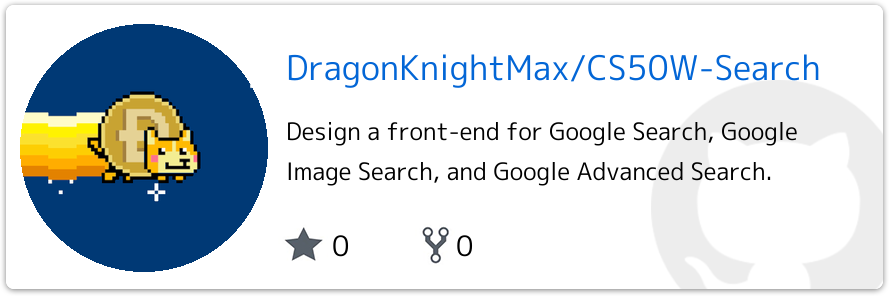 DragonKnightMax/CS50W-Search
Design a front-end for Google Search, Google
Image Search, and Google Advanced Search.
0 0